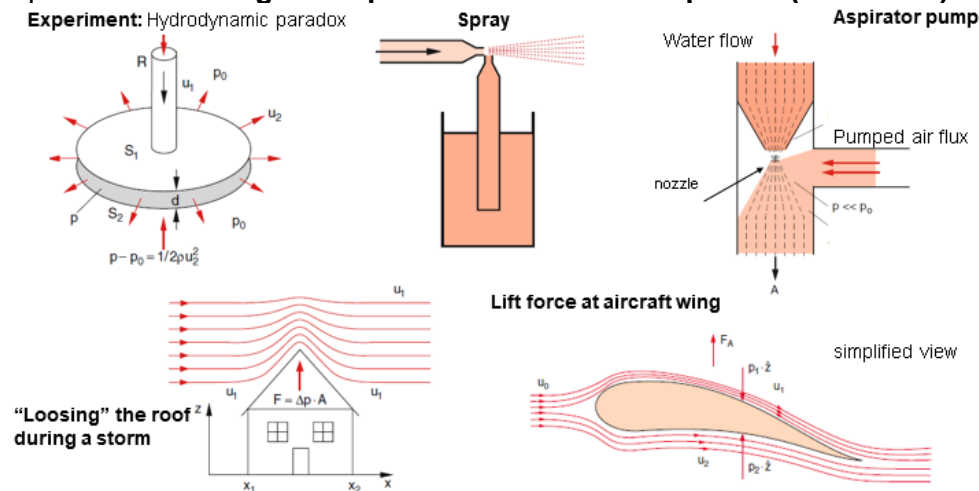 Experiment: Hydrodynamic paradox
Spray
Aspirator pump
R
u₁
p₀
u₂
S₁
d
p
S₂
p₀
p – p₀ = 1/2ρu₂²
Water flow
Pumped air flux
nozzle
p << p₀
A
u₁
u₁
u₁
F = Δp · A
"Loosing" the roof
during a storm
z
x₁
x₂
x
Lift force at aircraft wing
simplified view
F_A
p₁ · ẑ
u₀
u₁
u₂
p₂ · ẑ